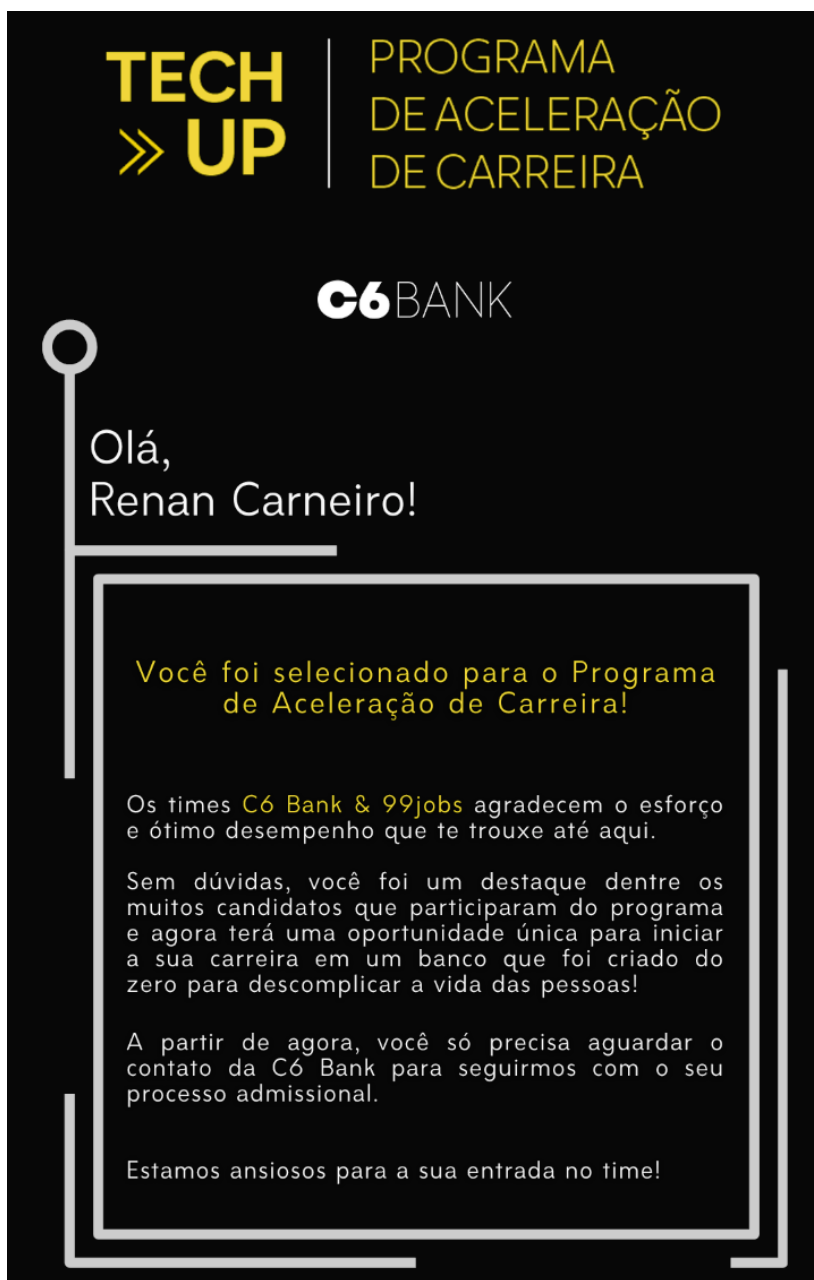 TECH
» UP
PROGRAMA
DE ACELERAÇÃO
DE CARREIRA
C6BANK
Olá,
Renan Carneiro!
Você foi selecionado para o Programa
de Aceleração de Carreira!
Os times C6 Bank & 99jobs agradecem o esforço
e ótimo desempenho que te trouxe até aqui.
Sem dúvidas, você foi um destaque dentre os
muitos candidatos que participaram do programa
e agora terá uma oportunidade única para iniciar
a sua carreira em um banco que foi criado do
zero para descomplicar a vida das pessoas!
A partir de agora, você só precisa aguardar o
contato da C6 Bank para seguirmos com o seu
processo admissional.
Estamos ansiosos para a sua entrada no time!